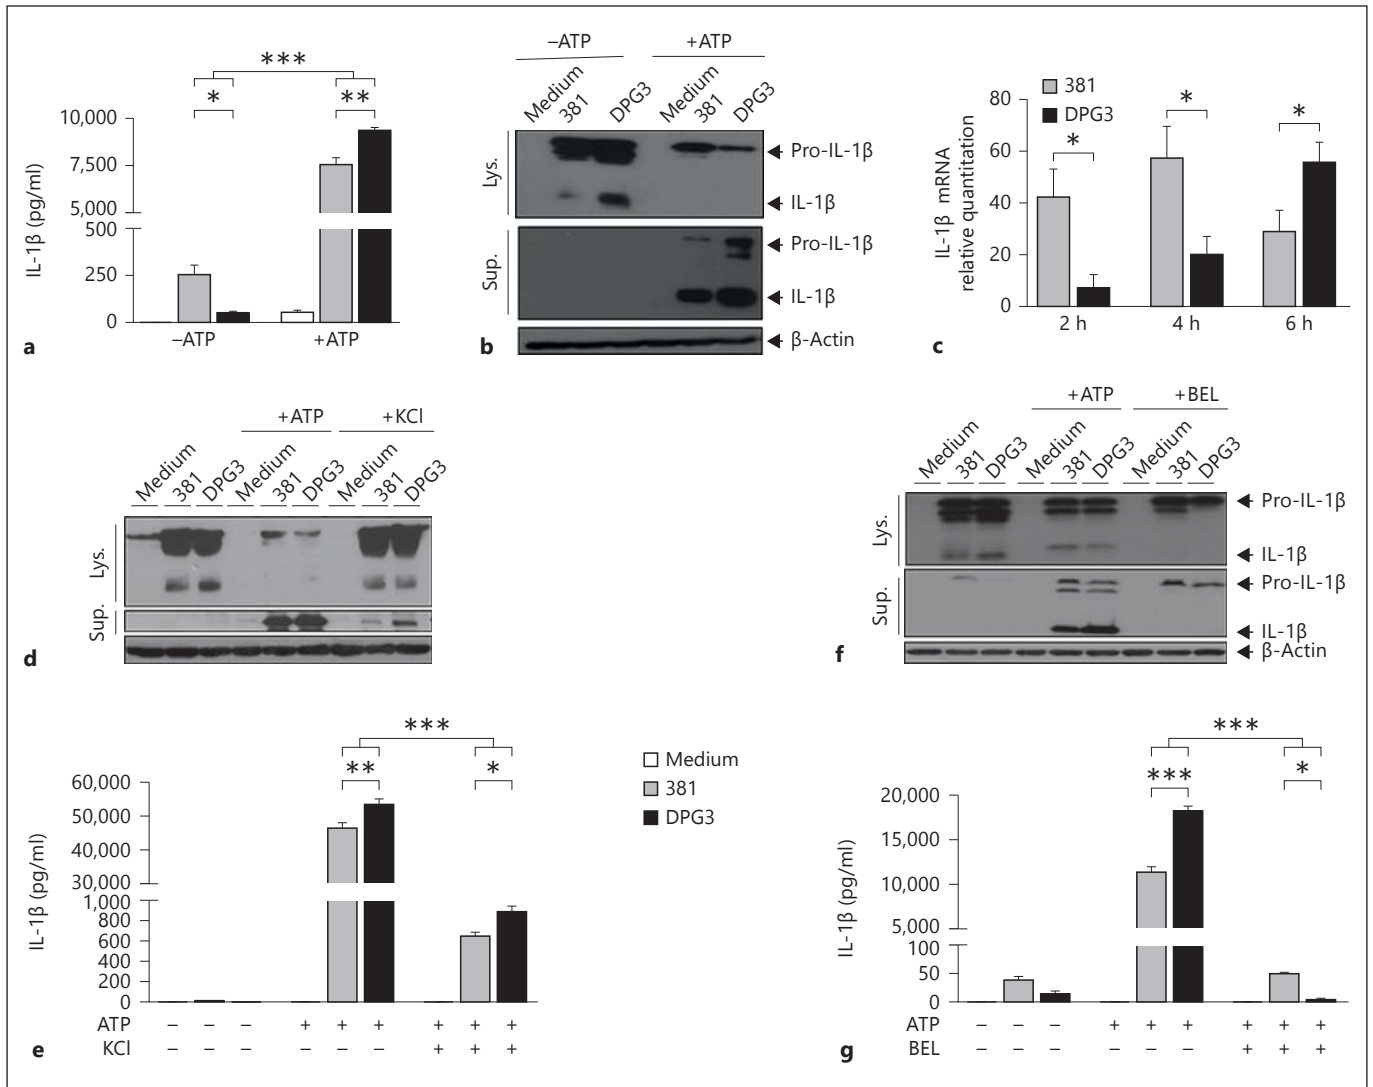 ***
*
**
10,000
7,500
5,000
500
250
0
IL-1β (pg/ml)
–ATP
+ATP
a
–ATP
+ATP
Medium
381
DPG3
Medium
381
DPG3
Lys.
Pro-IL-1β
IL-1β
Sup.
Pro-IL-1β
IL-1β
β-Actin
b
381
DPG3
*
*
*
80
60
40
20
0
IL-1β mRNA
relative quantitation
2 h
4 h
6 h
c
+ATP
+KCl
Medium
381
DPG3
Medium
381
DPG3
Medium
381
DPG3
Lys.
Sup.
d
+ATP
+BEL
Medium
381
DPG3
Medium
381
DPG3
Medium
381
DPG3
Lys.
Pro-IL-1β
IL-1β
Sup.
Pro-IL-1β
IL-1β
β-Actin
f
***
**
*
60,000
50,000
40,000
30,000
1,000
800
600
400
200
0
IL-1β (pg/ml)
ATP – – – + + + + + +
KCl – – – – – – + + +
e
Medium
381
DPG3
***
***
*
20,000
15,000
10,000
5,000
100
50
0
IL-1β (pg/ml)
ATP – – – + + + + + +
BEL – – – – – – + + +
g